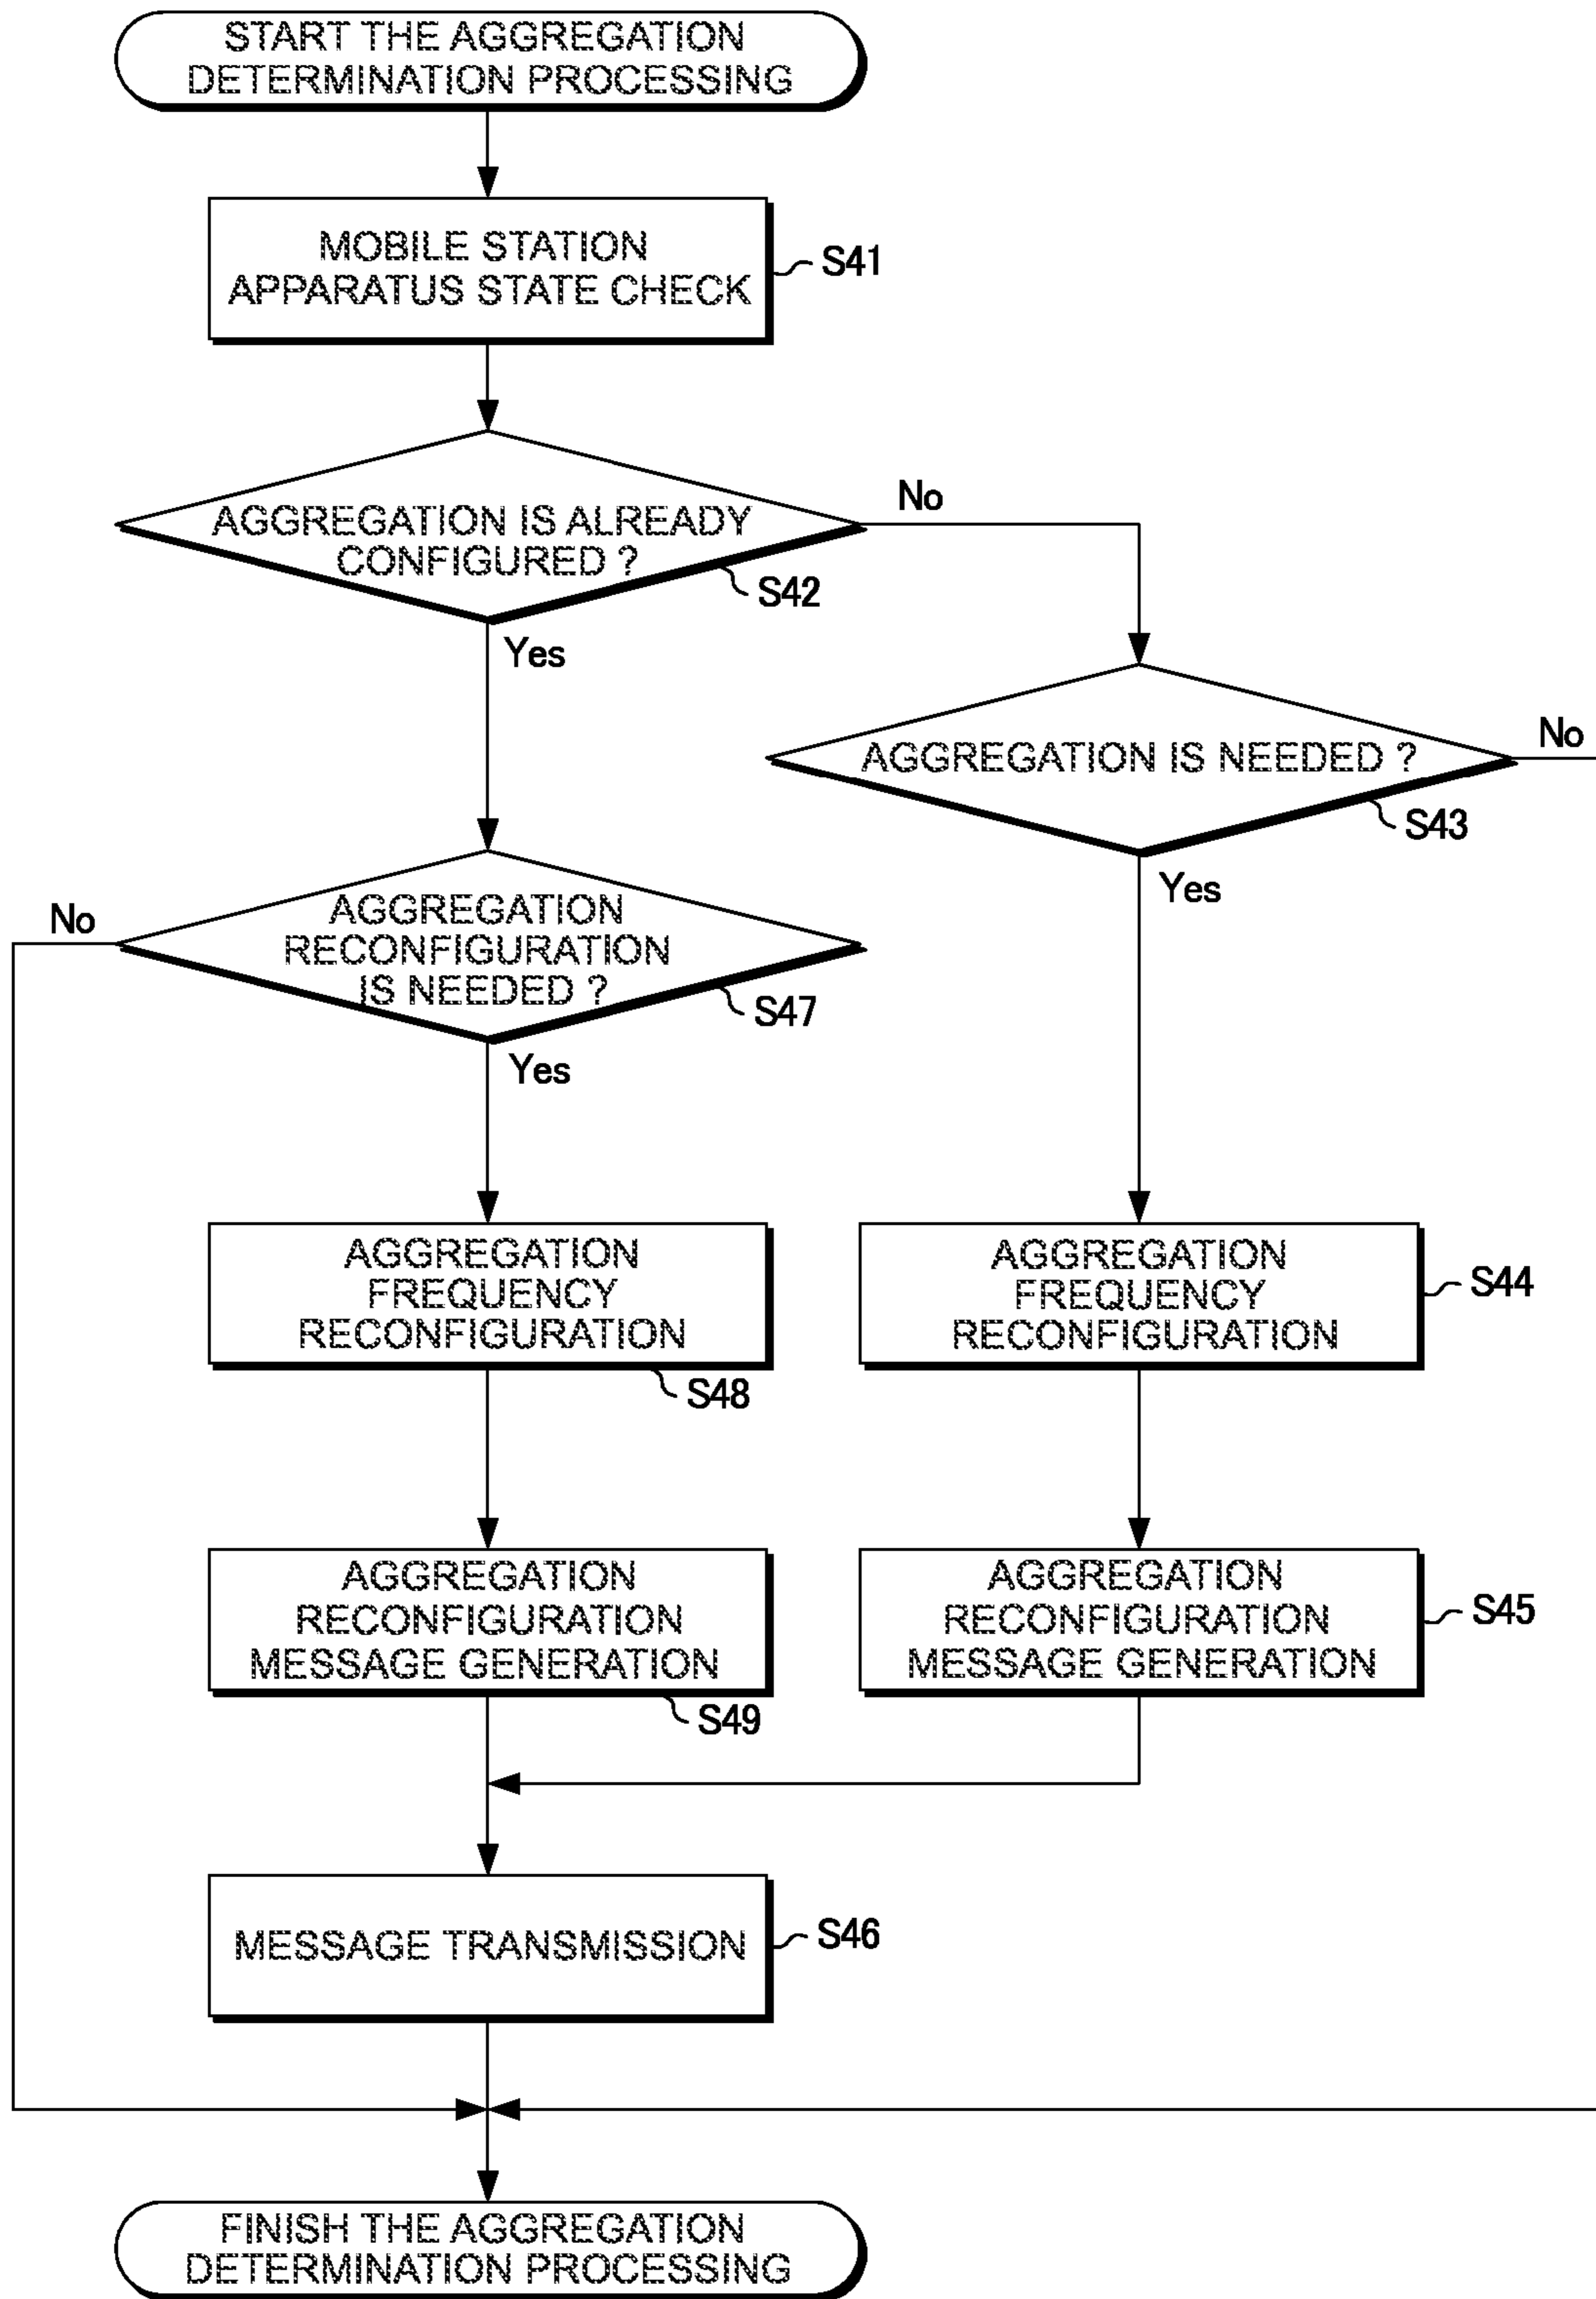 START THE AGGREGATION
DETERMINATION PROCESSING
MOBILE STATION
APPARATUS STATE CHECK
S41
AGGREGATION IS ALREADY
CONFIGURED ?
No
S42
Yes
AGGREGATION IS NEEDED ?
No
S43
Yes
AGGREGATION
RECONFIGURATION
IS NEEDED ?
No
S47
Yes
AGGREGATION
FREQUENCY
RECONFIGURATION
S48
AGGREGATION
FREQUENCY
RECONFIGURATION
S44
AGGREGATION
RECONFIGURATION
MESSAGE GENERATION
S49
AGGREGATION
RECONFIGURATION
MESSAGE GENERATION
S45
MESSAGE TRANSMISSION
S46
FINISH THE AGGREGATION
DETERMINATION PROCESSING